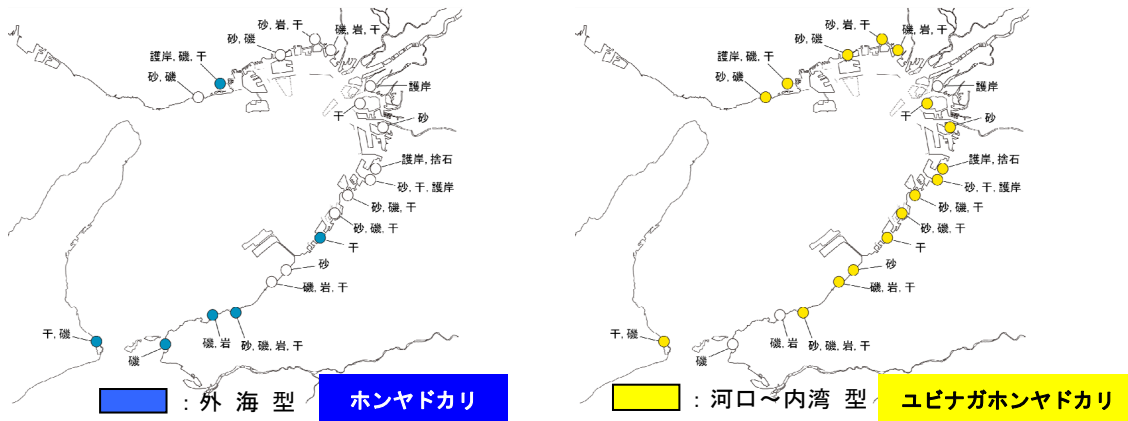 砂, 岩, 干
磯, 岩, 干
砂, 磯
護岸, 磯, 干
砂, 磯
護岸
干
砂
護岸, 捨石
砂, 干, 護岸
砂, 磯, 干
砂, 磯, 干
干
砂
磯, 岩, 干
干, 磯
磯, 岩
砂, 磯, 岩, 干
磯
：外 海 型
ホンヤドカリ
砂, 岩, 干
磯, 岩, 干
砂, 磯
護岸, 磯, 干
砂, 磯
護岸
干
砂
護岸, 捨石
砂, 干, 護岸
砂, 磯, 干
砂, 磯, 干
干
砂
磯, 岩, 干
干, 磯
磯, 岩
砂, 磯, 岩, 干
磯
：河口～内湾 型
ユビナガホンヤドカリ